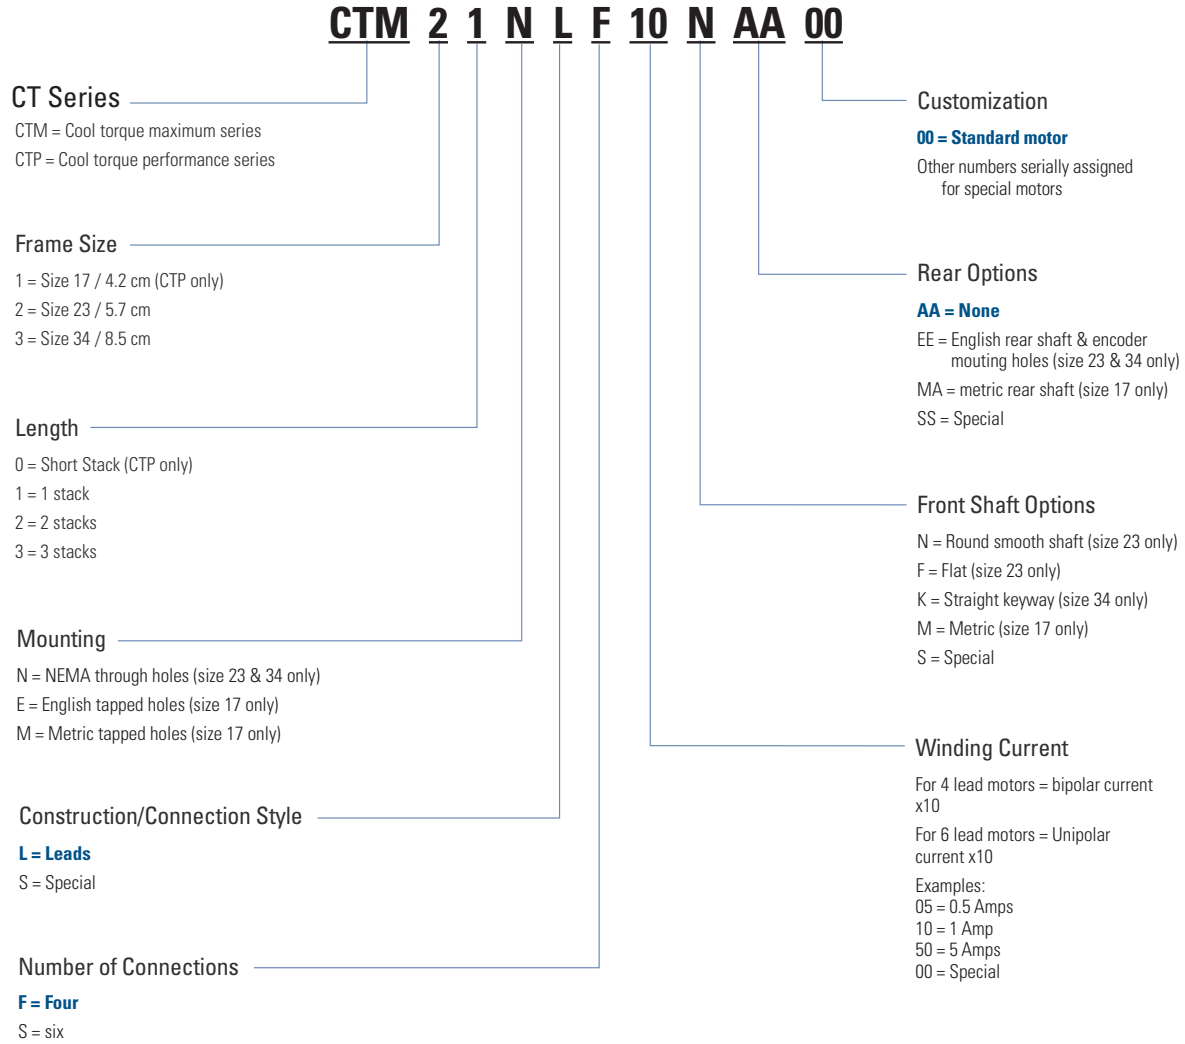 CTM 2 1 N L F 10 N AA 00
CT Series
CTM = Cool torque maximum series
CTP = Cool torque performance series
Frame Size
1 = Size 17 / 4.2 cm (CTP only)
2 = Size 23 / 5.7 cm
3 = Size 34 / 8.5 cm
Length
0 = Short Stack (CTP only)
1 = 1 stack
2 = 2 stacks
3 = 3 stacks
Mounting
N = NEMA through holes (size 23 & 34 only)
E = English tapped holes (size 17 only)
M = Metric tapped holes (size 17 only)
Construction/Connection Style
L = Leads
S = Special
Number of Connections
F = Four
S = six
Customization
00 = Standard motor
Other numbers serially assigned
for special motors
Rear Options
AA = None
EE = English rear shaft & encoder
mouting holes (size 23 & 34 only)
MA = metric rear shaft (size 17 only)
SS = Special
Front Shaft Options
N = Round smooth shaft (size 23 only)
F = Flat (size 23 only)
K = Straight keyway (size 34 only)
M = Metric (size 17 only)
S = Special
Winding Current
For 4 lead motors = bipolar current
x10
For 6 lead motors = Unipolar
current x10
Examples:
05 = 0.5 Amps
10 = 1 Amp
50 = 5 Amps
00 = Special